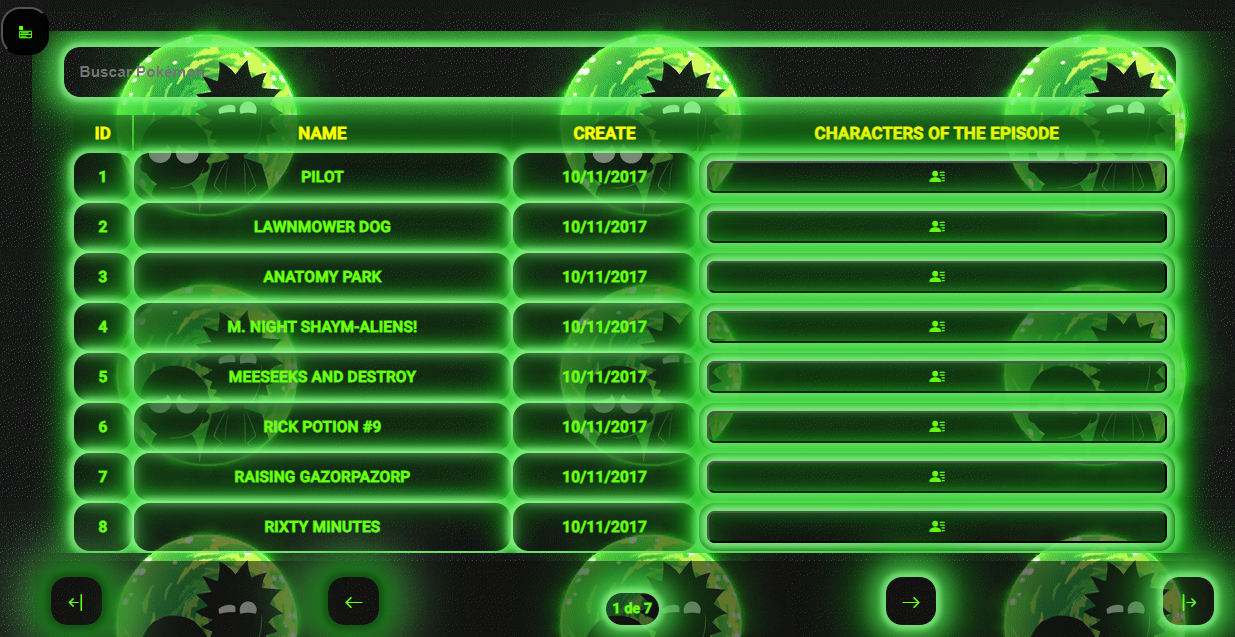 Buscar Pokémon
ID NAME CREATE CHARACTERS OF THE EPISODE
1 PILOT 10/11/2017
2 LAWNMOWER DOG 10/11/2017
3 ANATOMY PARK 10/11/2017
4 M. NIGHT SHAYM-ALIENS! 10/11/2017
5 MEESEEKS AND DESTROY 10/11/2017
6 RICK POTION #9 10/11/2017
7 RAISING GAZORPAZORP 10/11/2017
8 RIXTY MINUTES 10/11/2017
1 de 7